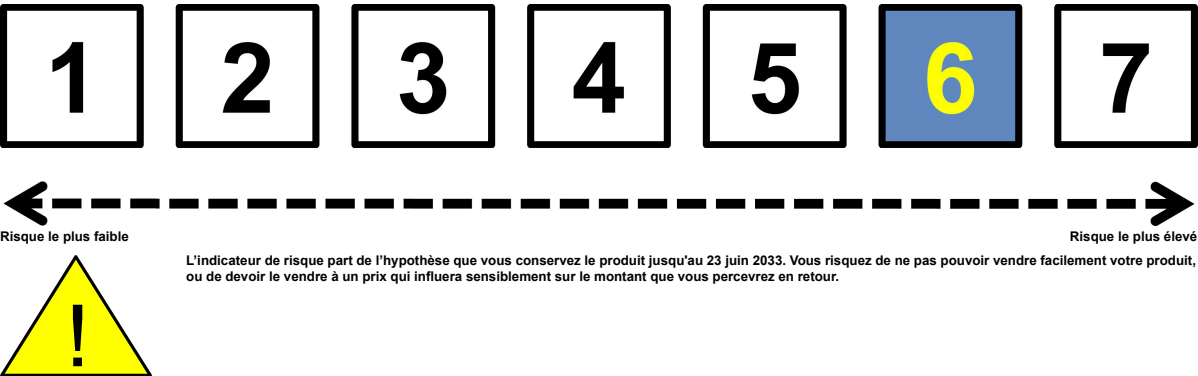 1 2 3 4 5 6 7
Risque le plus faible Risque le plus élevé
L’indicateur de risque part de l’hypothèse que vous conservez le produit jusqu'au 23 juin 2033. Vous risquez de ne pas pouvoir vendre facilement votre produit,
ou de devoir le vendre à un prix qui influera sensiblement sur le montant que vous percevrez en retour.
!